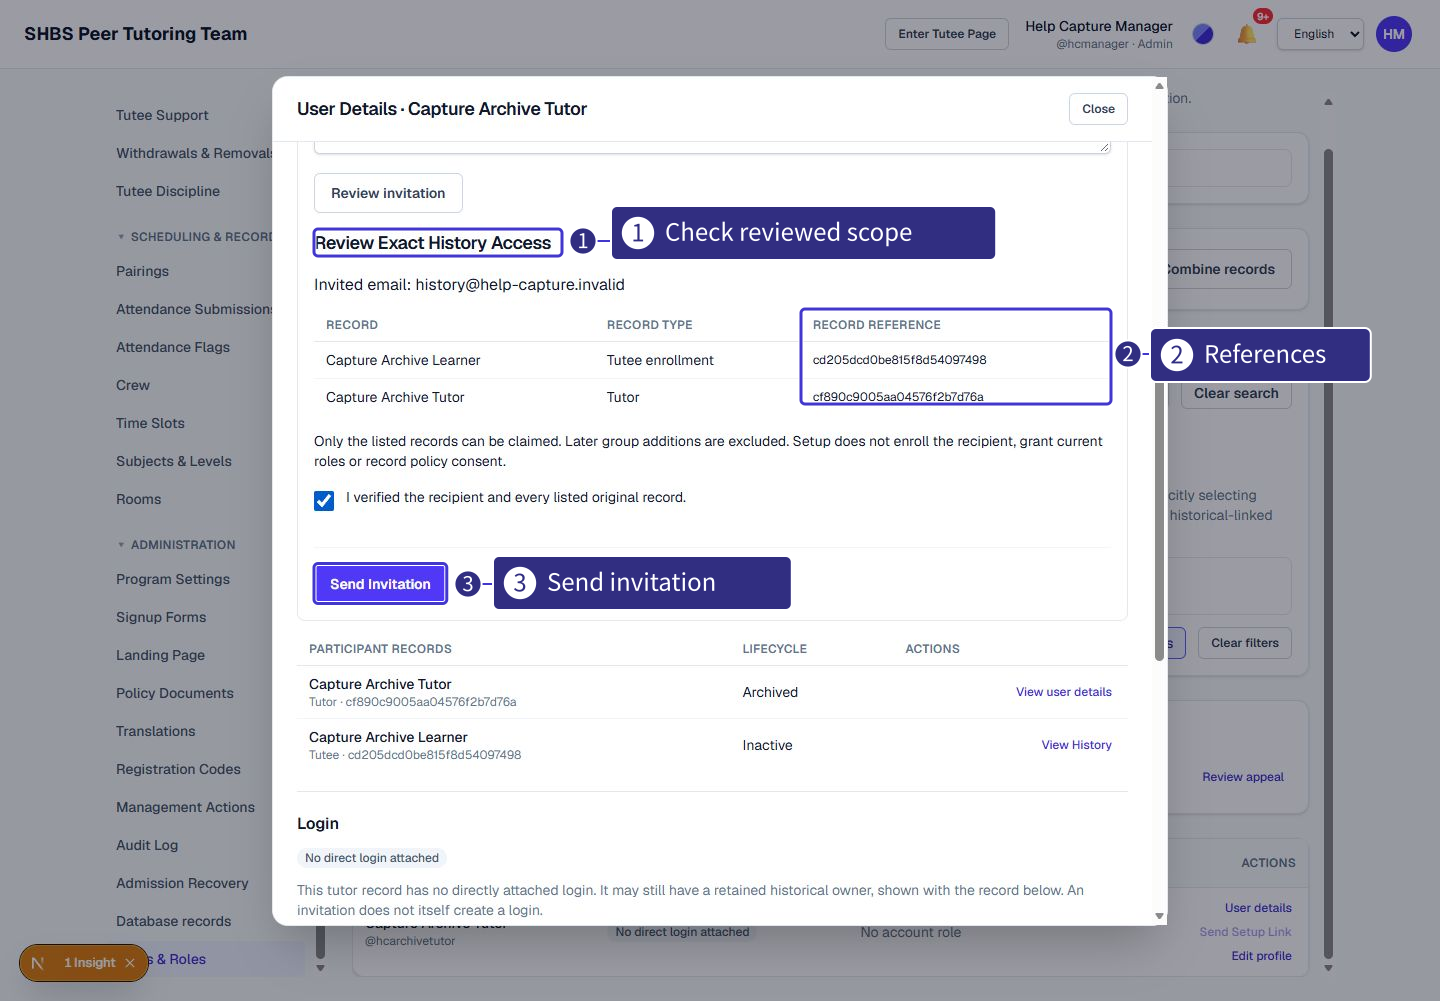 SHBS Peer Tutoring Team
Enter Tutee Page
Help Capture Manager
@hcmanager · Admin
9+
English
HM
Tutee Support
Withdrawals & Removals
Tutee Discipline
SCHEDULING & RECORD
Pairings
Attendance Submissions
Attendance Flags
Crew
Time Slots
Subjects & Levels
Rooms
ADMINISTRATION
Program Settings
Signup Forms
Landing Page
Policy Documents
Translations
Registration Codes
Management Actions
Audit Log
Admission Recovery
Database records
s & Roles
N 1 Insight ×
User Details · Capture Archive Tutor
Close
Review invitation
Review Exact History Access
1
1 Check reviewed scope
Invited email: history@help-capture.invalid
RECORD RECORD TYPE RECORD REFERENCE
Capture Archive Learner Tutee enrollment cd205dcd0be815f8d54097498
Capture Archive Tutor Tutor cf890c9005aa04576f2b7d76a
2
2 References
Only the listed records can be claimed. Later group additions are excluded. Setup does not enroll the recipient, grant current
roles or record policy consent.
I verified the recipient and every listed original record.
Send Invitation
3
3 Send invitation
PARTICIPANT RECORDS LIFECYCLE ACTIONS
Capture Archive Tutor
Tutor · cf890c9005aa04576f2b7d76a
Archived
View user details
Capture Archive Learner
Tutee · cd205dcd0be815f8d54097498
Inactive
View History
Login
No direct login attached
This tutor record has no directly attached login. It may still have a retained historical owner, shown with the record below. An
invitation does not itself create a login.
tion.
Combine records
Clear search
citly selecting
historical-linked
s
Clear filters
Review appeal
ACTIONS
Capture Archive Tutor
@hcarchivetutor
No direct login attached
No account role
User details
Send Setup Link
Edit profile